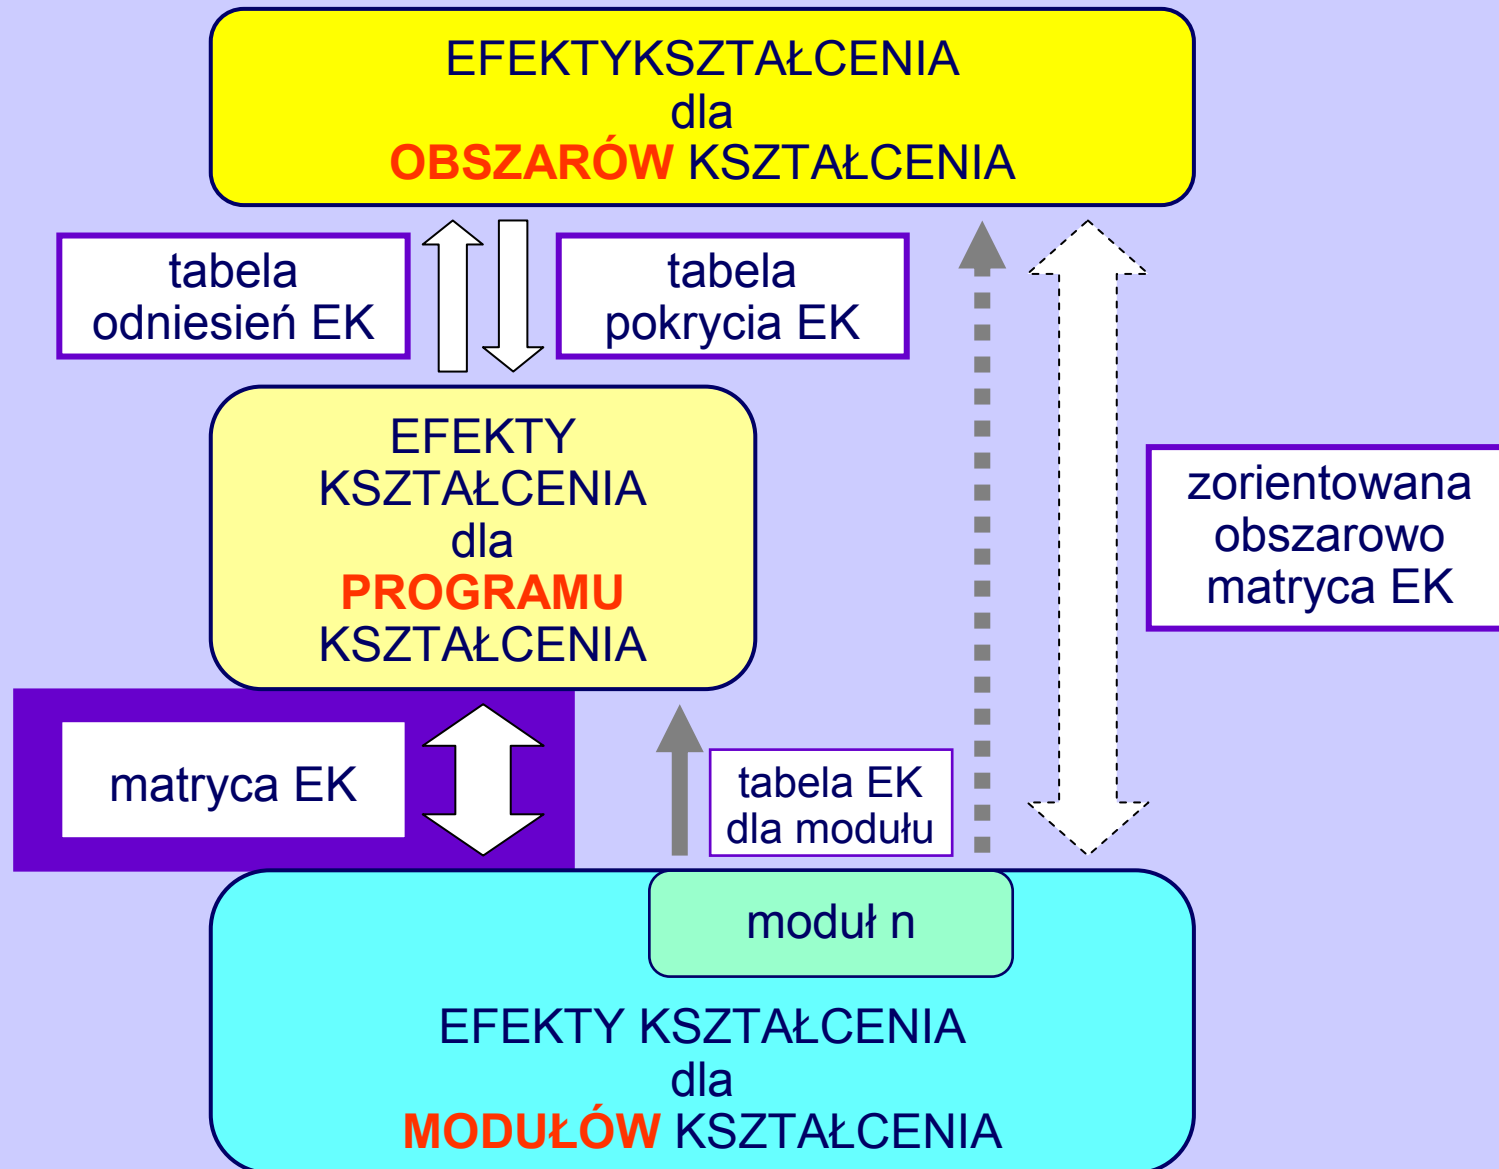 EFEKTYKSZTAŁCENIA
dla
OBSZARÓW KSZTAŁCENIA
tabela
odniesień EK
tabela
pokrycia EK
EFEKTY
KSZTAŁCENIA
dla
PROGRAMU
KSZTAŁCENIA
zorientowana
obszarowo
matryca EK
matryca EK
tabela EK
dla modułu
moduł n
EFEKTY KSZTAŁCENIA
dla
MODUŁÓW KSZTAŁCENIA